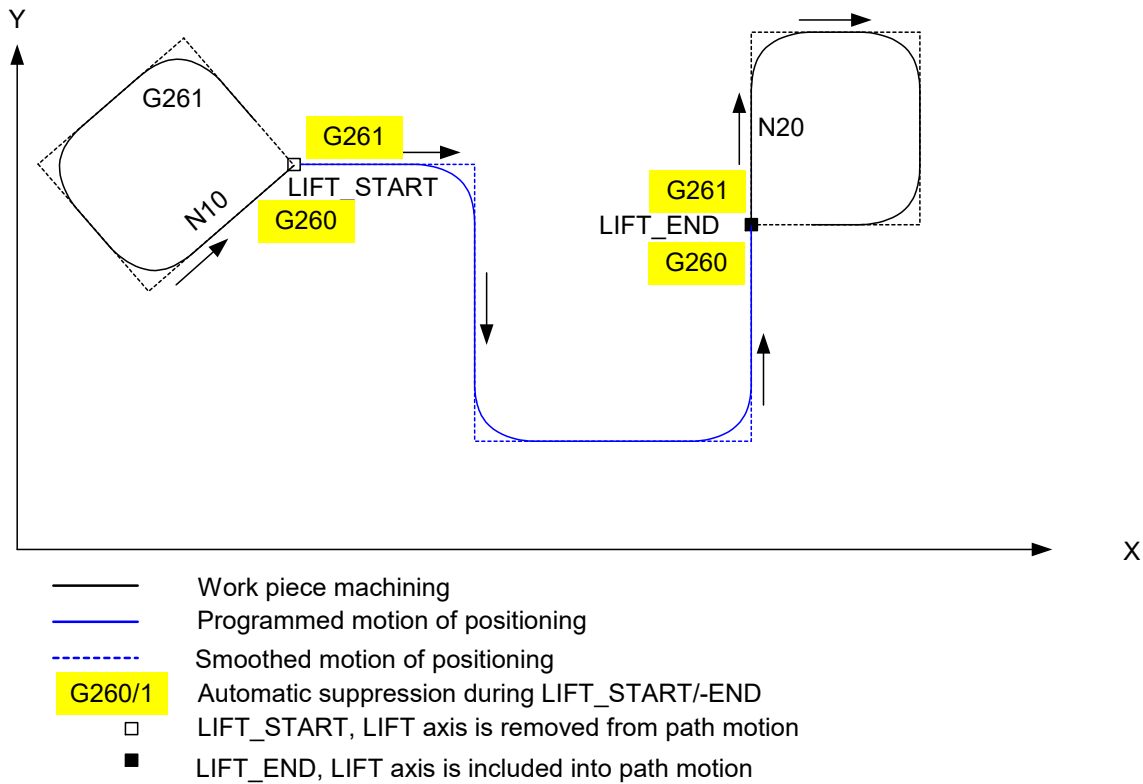 Y
G261
G261
LIFT_START
N10
G260
N20
G261
LIFT_END
G260
X
Work piece machining
Programmed motion of positioning
Smoothed motion of positioning
G260/1 Automatic suppression during LIFT_START/-END
LIFT_START, LIFT axis is removed from path motion
LIFT_END, LIFT axis is included into path motion